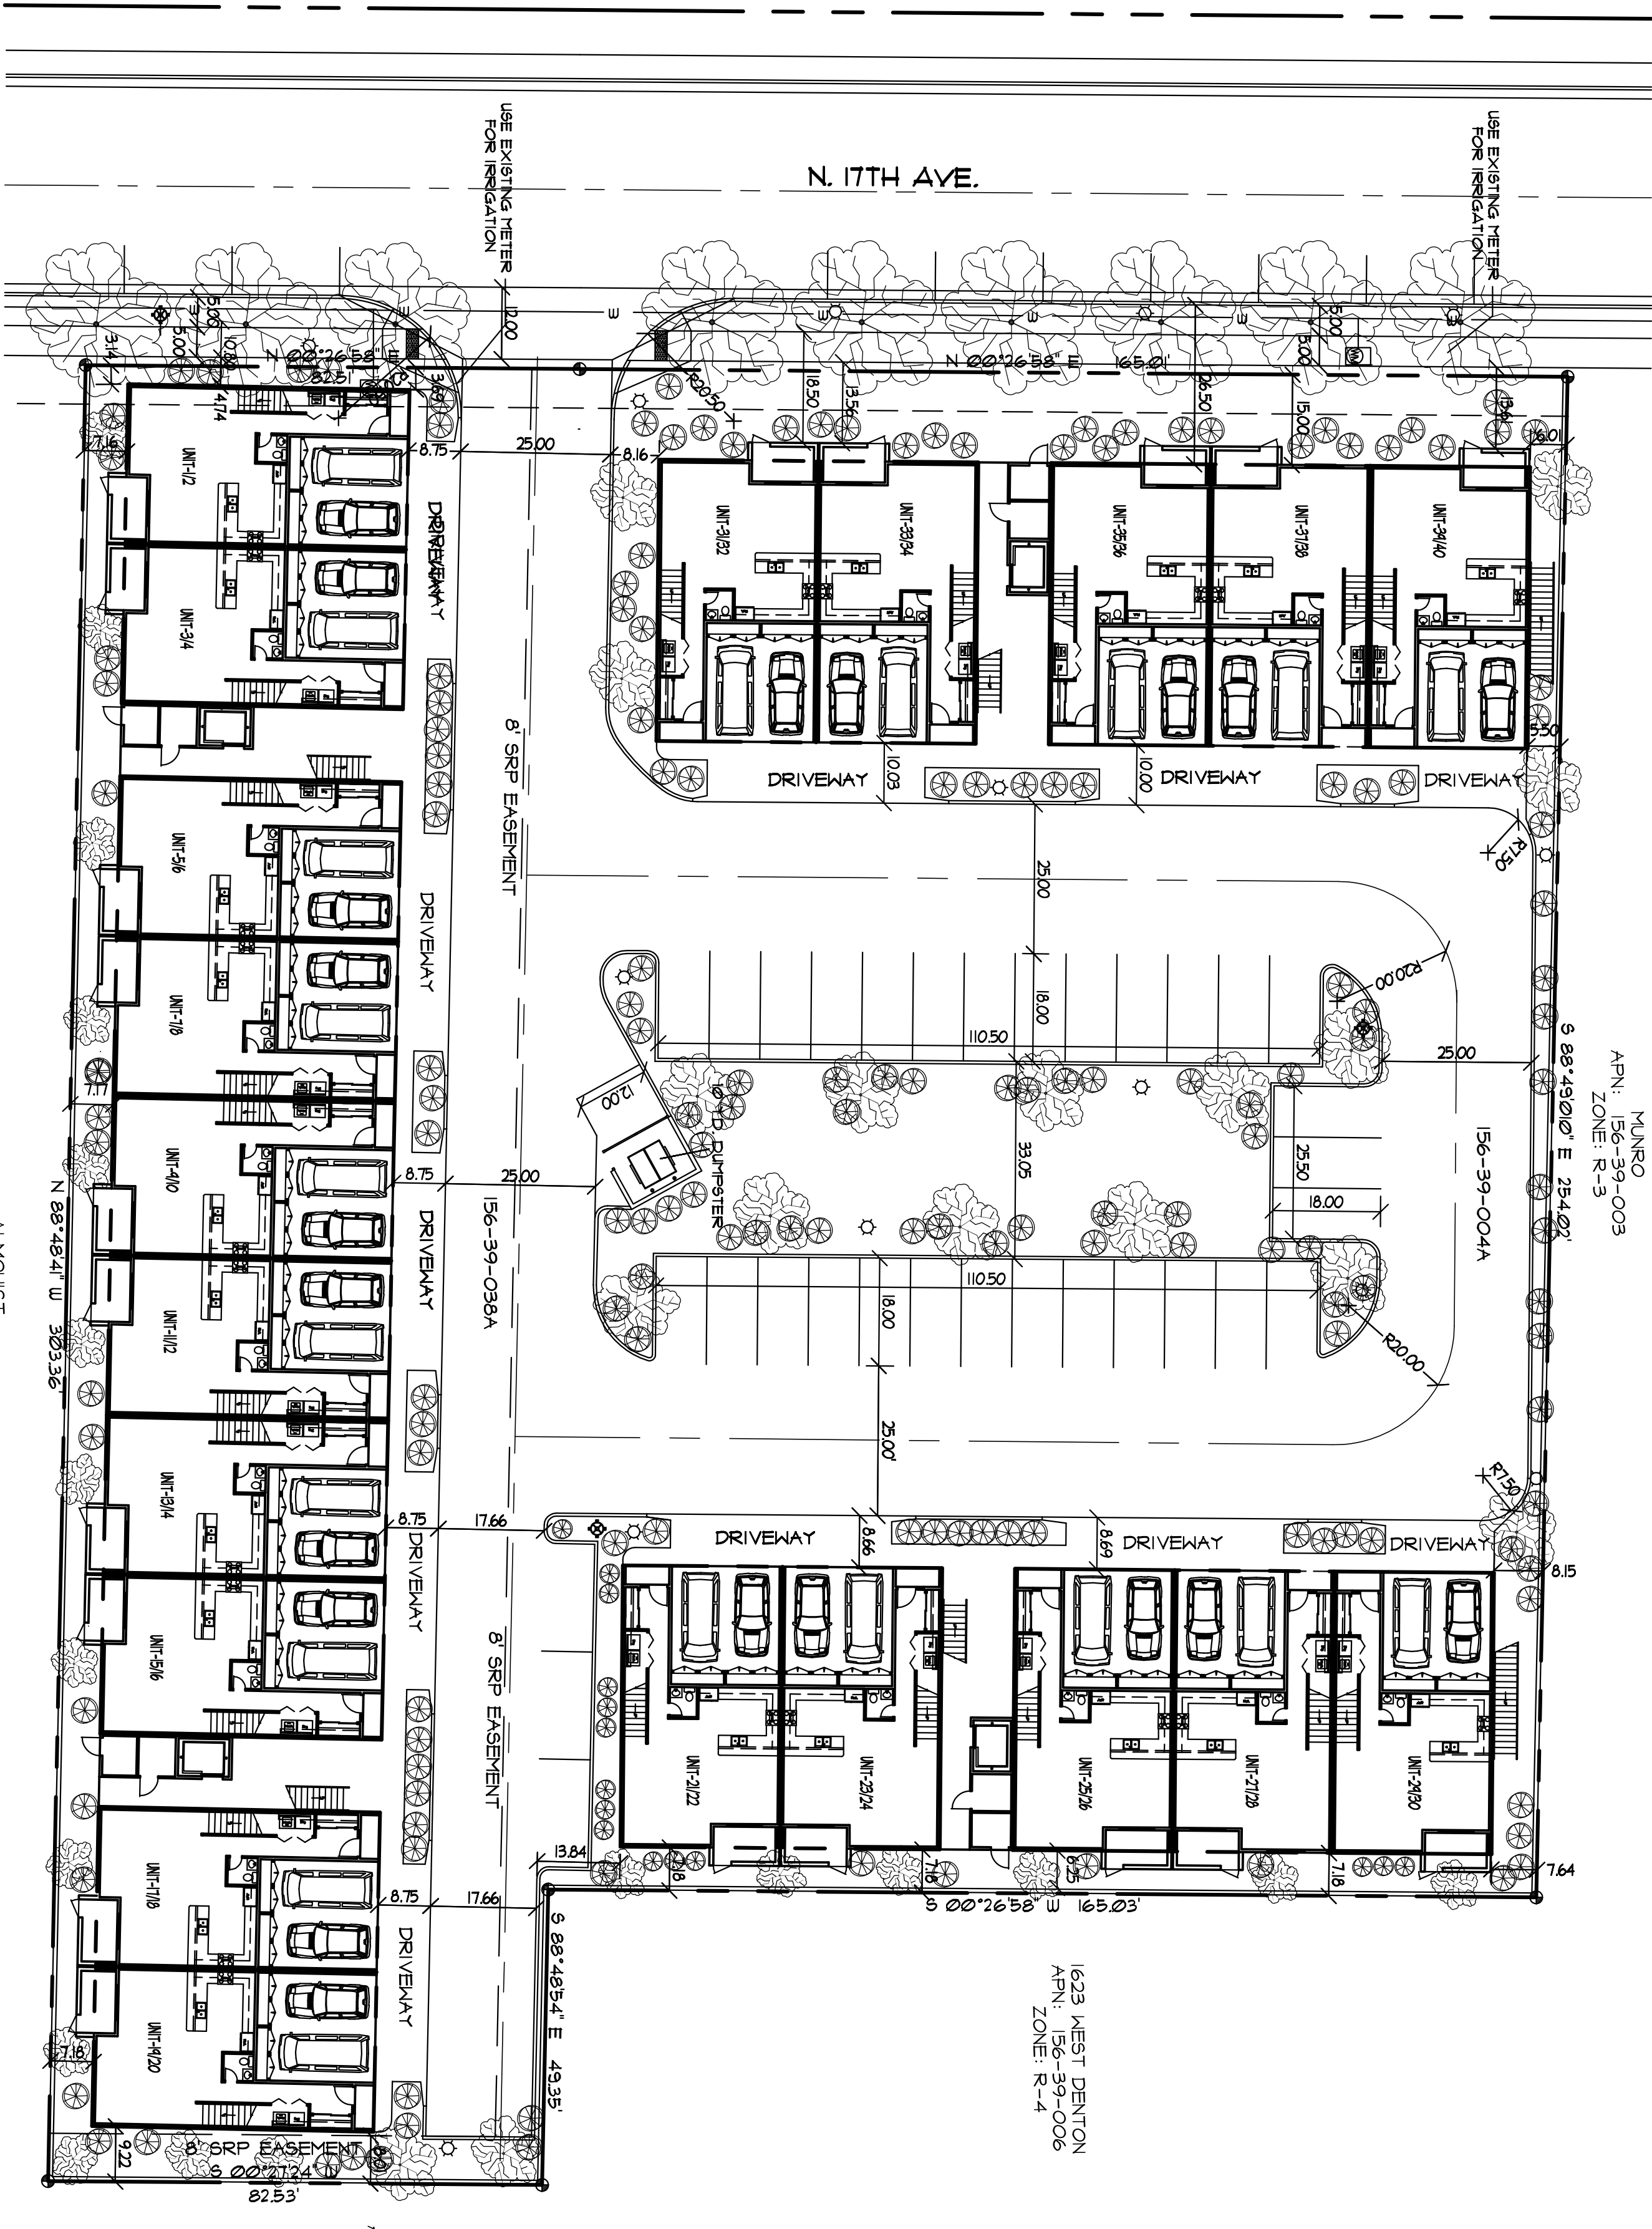 USE EXISTING METER
FOR IRRIGATION
USE EXISTING METER
FOR IRRIGATION
N. 17TH AVE.
12.00
W
W
W
W
W
5.00
5.00
5.00
5.00
10.80
3.14
N 00°26'58" E
82.51'
N 00°26'58" E 165.01'
3.69
4.74
7.16
8.75
25.00
8.16
R20.50
18.50
13.56
26.50
15.00
6.01
UNIT-1/2
UNIT-3/4
UNIT-31/32
UNIT-33/34
UNIT-35/36
UNIT-37/38
UNIT-39/40
DRIVEWAY
DRIVEWAY
DRIVEWAY
DRIVEWAY
10.03
10.00
5.50
R7.50
8' SRP EASEMENT
UNIT-5/6
UNIT-7/8
DRIVEWAY
25.00
18.00
R20.00
110.50
25.00
S 88°49'01" E 254.02'
MUNRO
APN: 156-39-003
ZONE: R-3
7.17
12.00
D. DUMPSTER
33.05
25.50
18.00
156-39-004A
N 88°48'41" W 303.36'
UNIT-9/10
UNIT-11/12
8.75
25.00
DRIVEWAY
156-39-038A
110.50
18.00
R20.00
25.00'
R7.50
UNIT-13/14
UNIT-15/16
8.75
17.66
DRIVEWAY
DRIVEWAY
DRIVEWAY
DRIVEWAY
8.66
8.69
8.15
8' SRP EASEMENT
UNIT-21/22
UNIT-23/24
UNIT-25/26
UNIT-27/28
UNIT-29/30
13.84
7.18
7.18
6.75
7.18
7.64
S 00°26'58" W 165.03'
UNIT-17/18
UNIT-19/20
8.75
17.66
DRIVEWAY
S 88°48'54" E 49.35'
1623 WEST DENTON
APN: 156-39-006
ZONE: R-4
7.18
9.22
8' SRP EASEMENT
S 00°27'24" W
82.53'